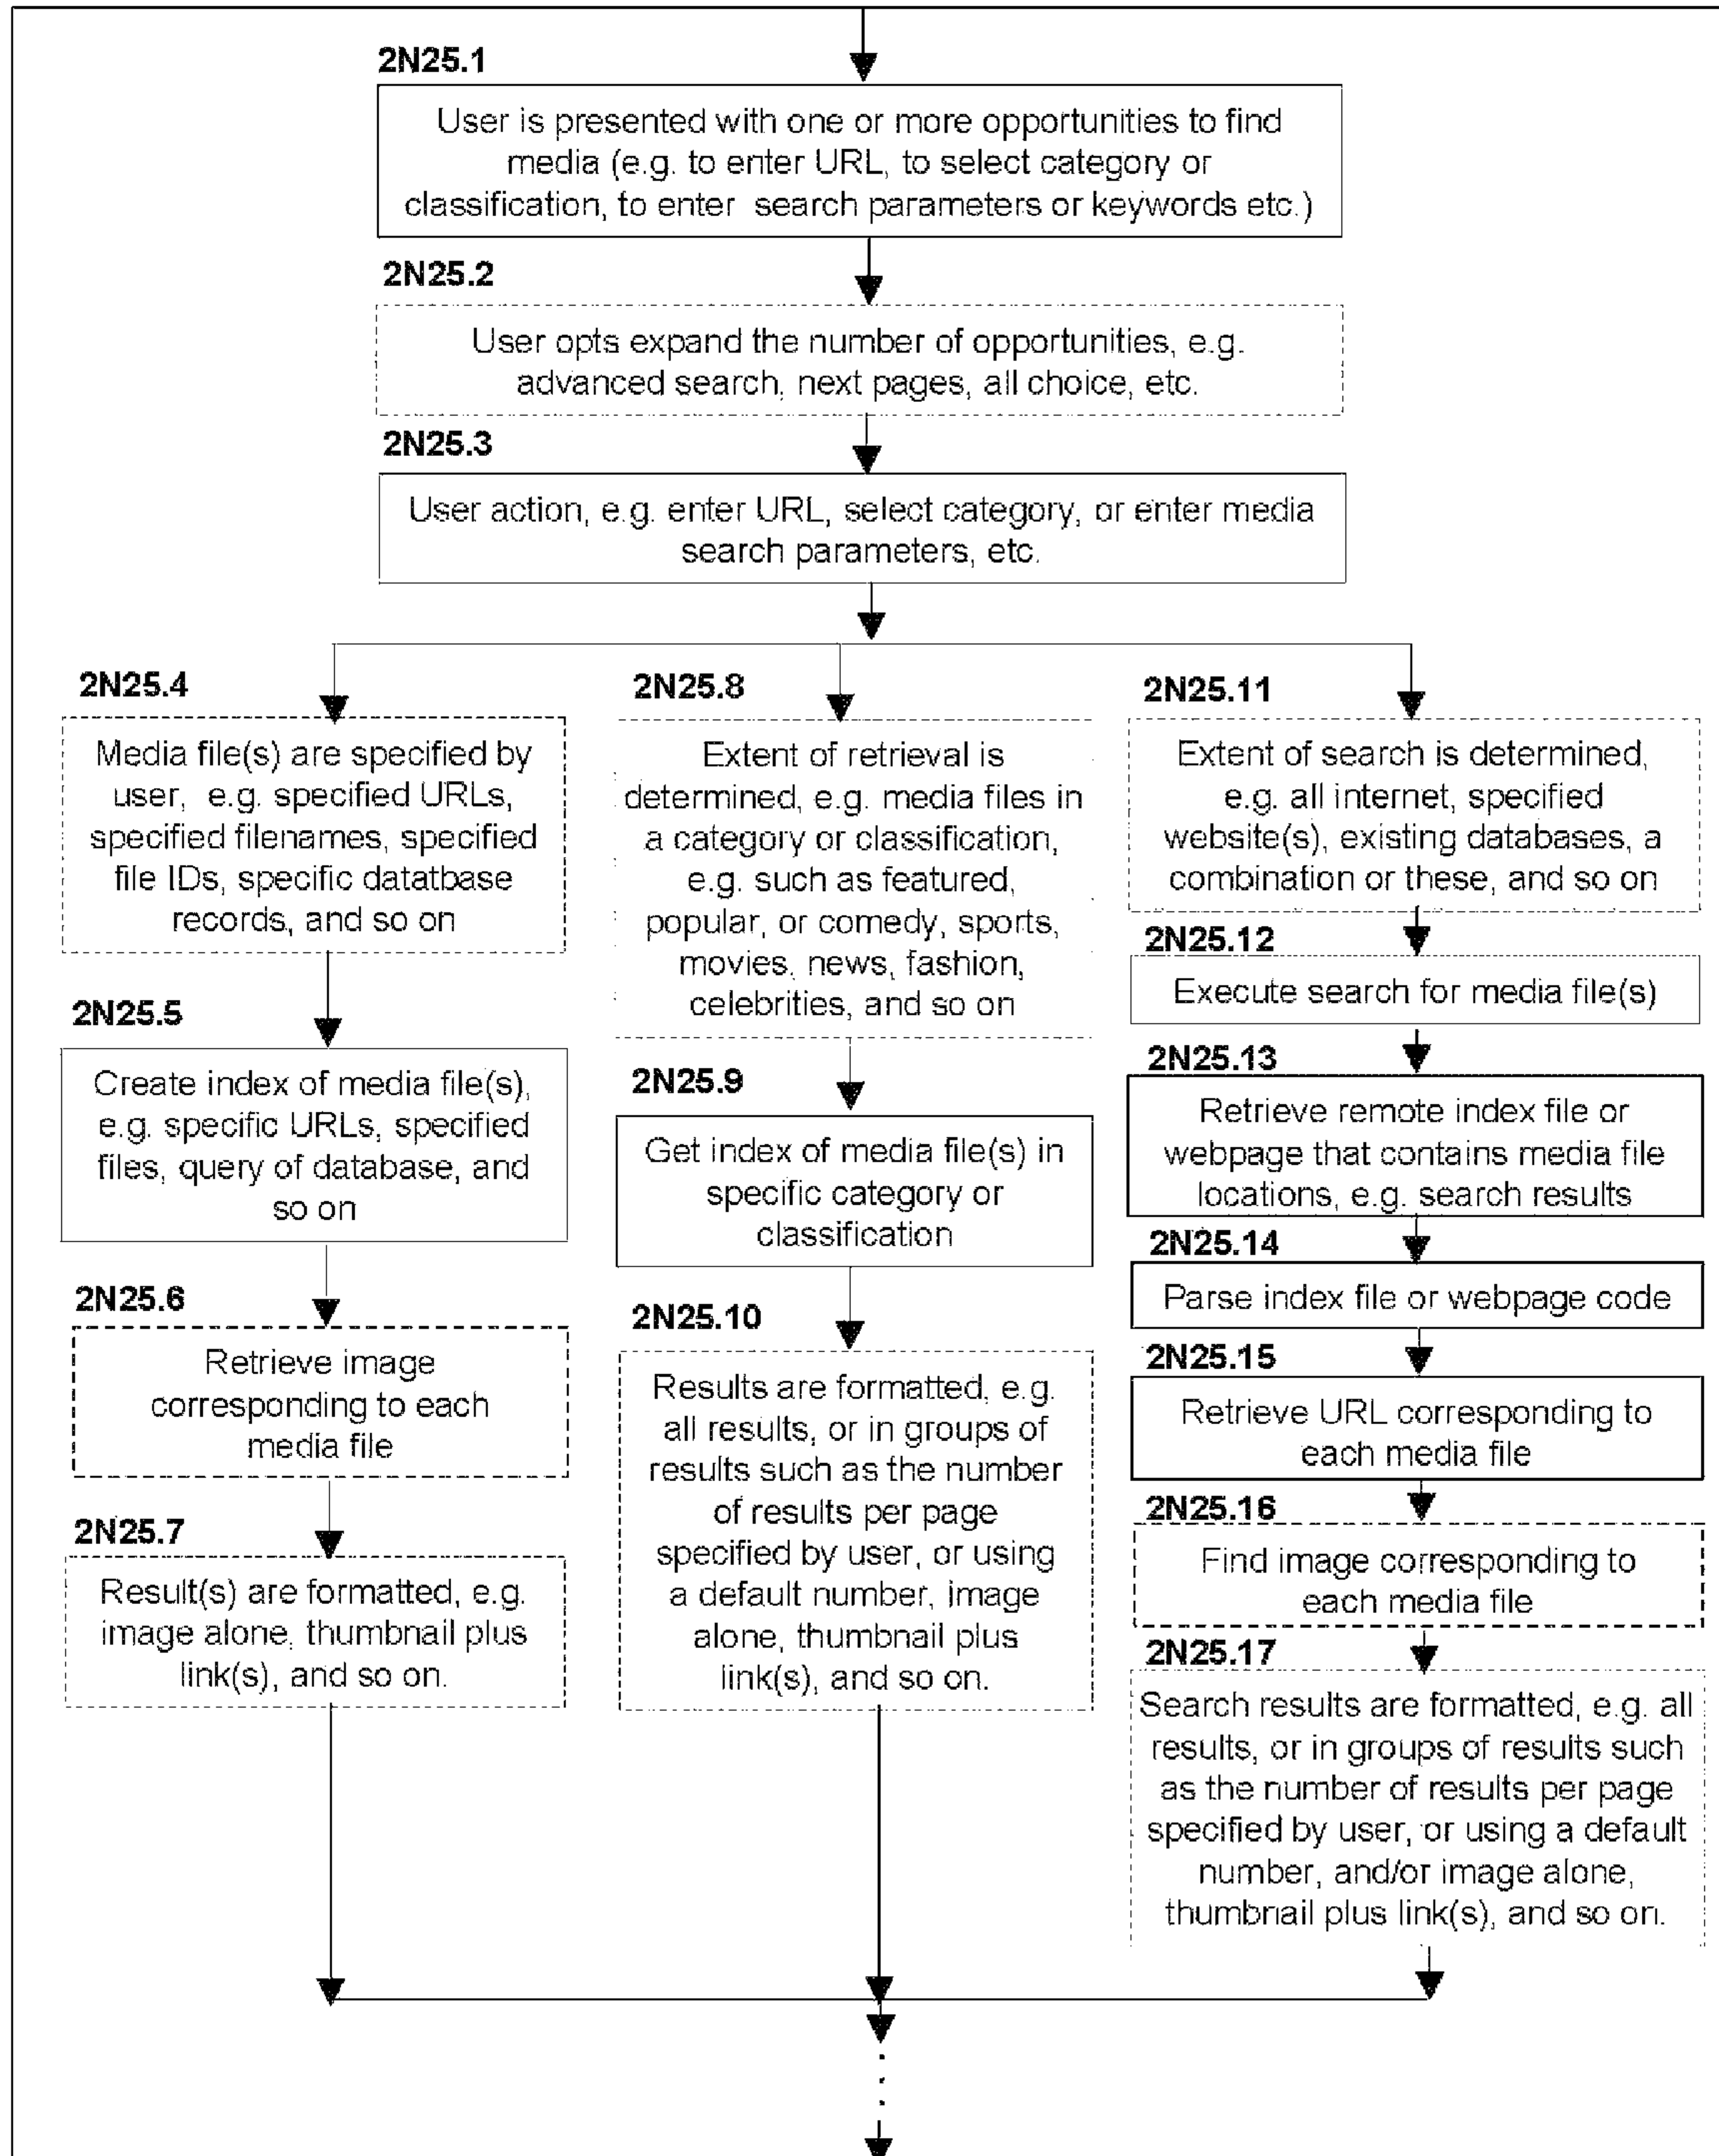 2N25.1
User is presented with one or more opportunities to find
media (e.g. to enter URL, to select category or
classification, to enter search parameters or keywords etc.)
2N25.2
User opts expand the number of opportunities, e.g.
advanced search, next pages, all choice, etc.
2N25.3
User action, e.g. enter URL, select category, or enter media
search parameters, etc.
2N25.4
Media file(s) are specified by
user, e.g. specified URLs,
specified filenames, specified
file IDs, specific datatbase
records, and so on
2N25.5
Create index of media file(s),
e.g. specific URLs, specified
files, query of database, and
so on
2N25.6
Retrieve image
corresponding to each
media file
2N25.7
Result(s) are formatted, e.g.
image alone, thumbnail plus
link(s), and so on.
2N25.8
Extent of retrieval is
determined, e.g. media files in
a category or classification,
e.g. such as featured,
popular, or comedy, sports,
movies, news, fashion,
celebrities, and so on
2N25.9
Get index of media file(s) in
specific category or
classification
2N25.10
Results are formatted, e.g.
all results, or in groups of
results such as the number
of results per page
specified by user, or using
a default number, image
alone, thumbnail plus
link(s), and so on.
2N25.11
Extent of search is determined,
e.g. all internet, specified
website(s), existing databases, a
combination or these, and so on
2N25.12
Execute search for media file(s)
2N25.13
Retrieve remote index file or
webpage that contains media file
locations, e.g. search results
2N25.14
Parse index file or webpage code
2N25.15
Retrieve URL corresponding to
each media file
2N25.16
Find image corresponding to
each media file
2N25.17
Search results are formatted, e.g. all
results, or in groups of results such
as the number of results per page
specified by user, or using a default
number, and/or image alone,
thumbnail plus link(s), and so on.